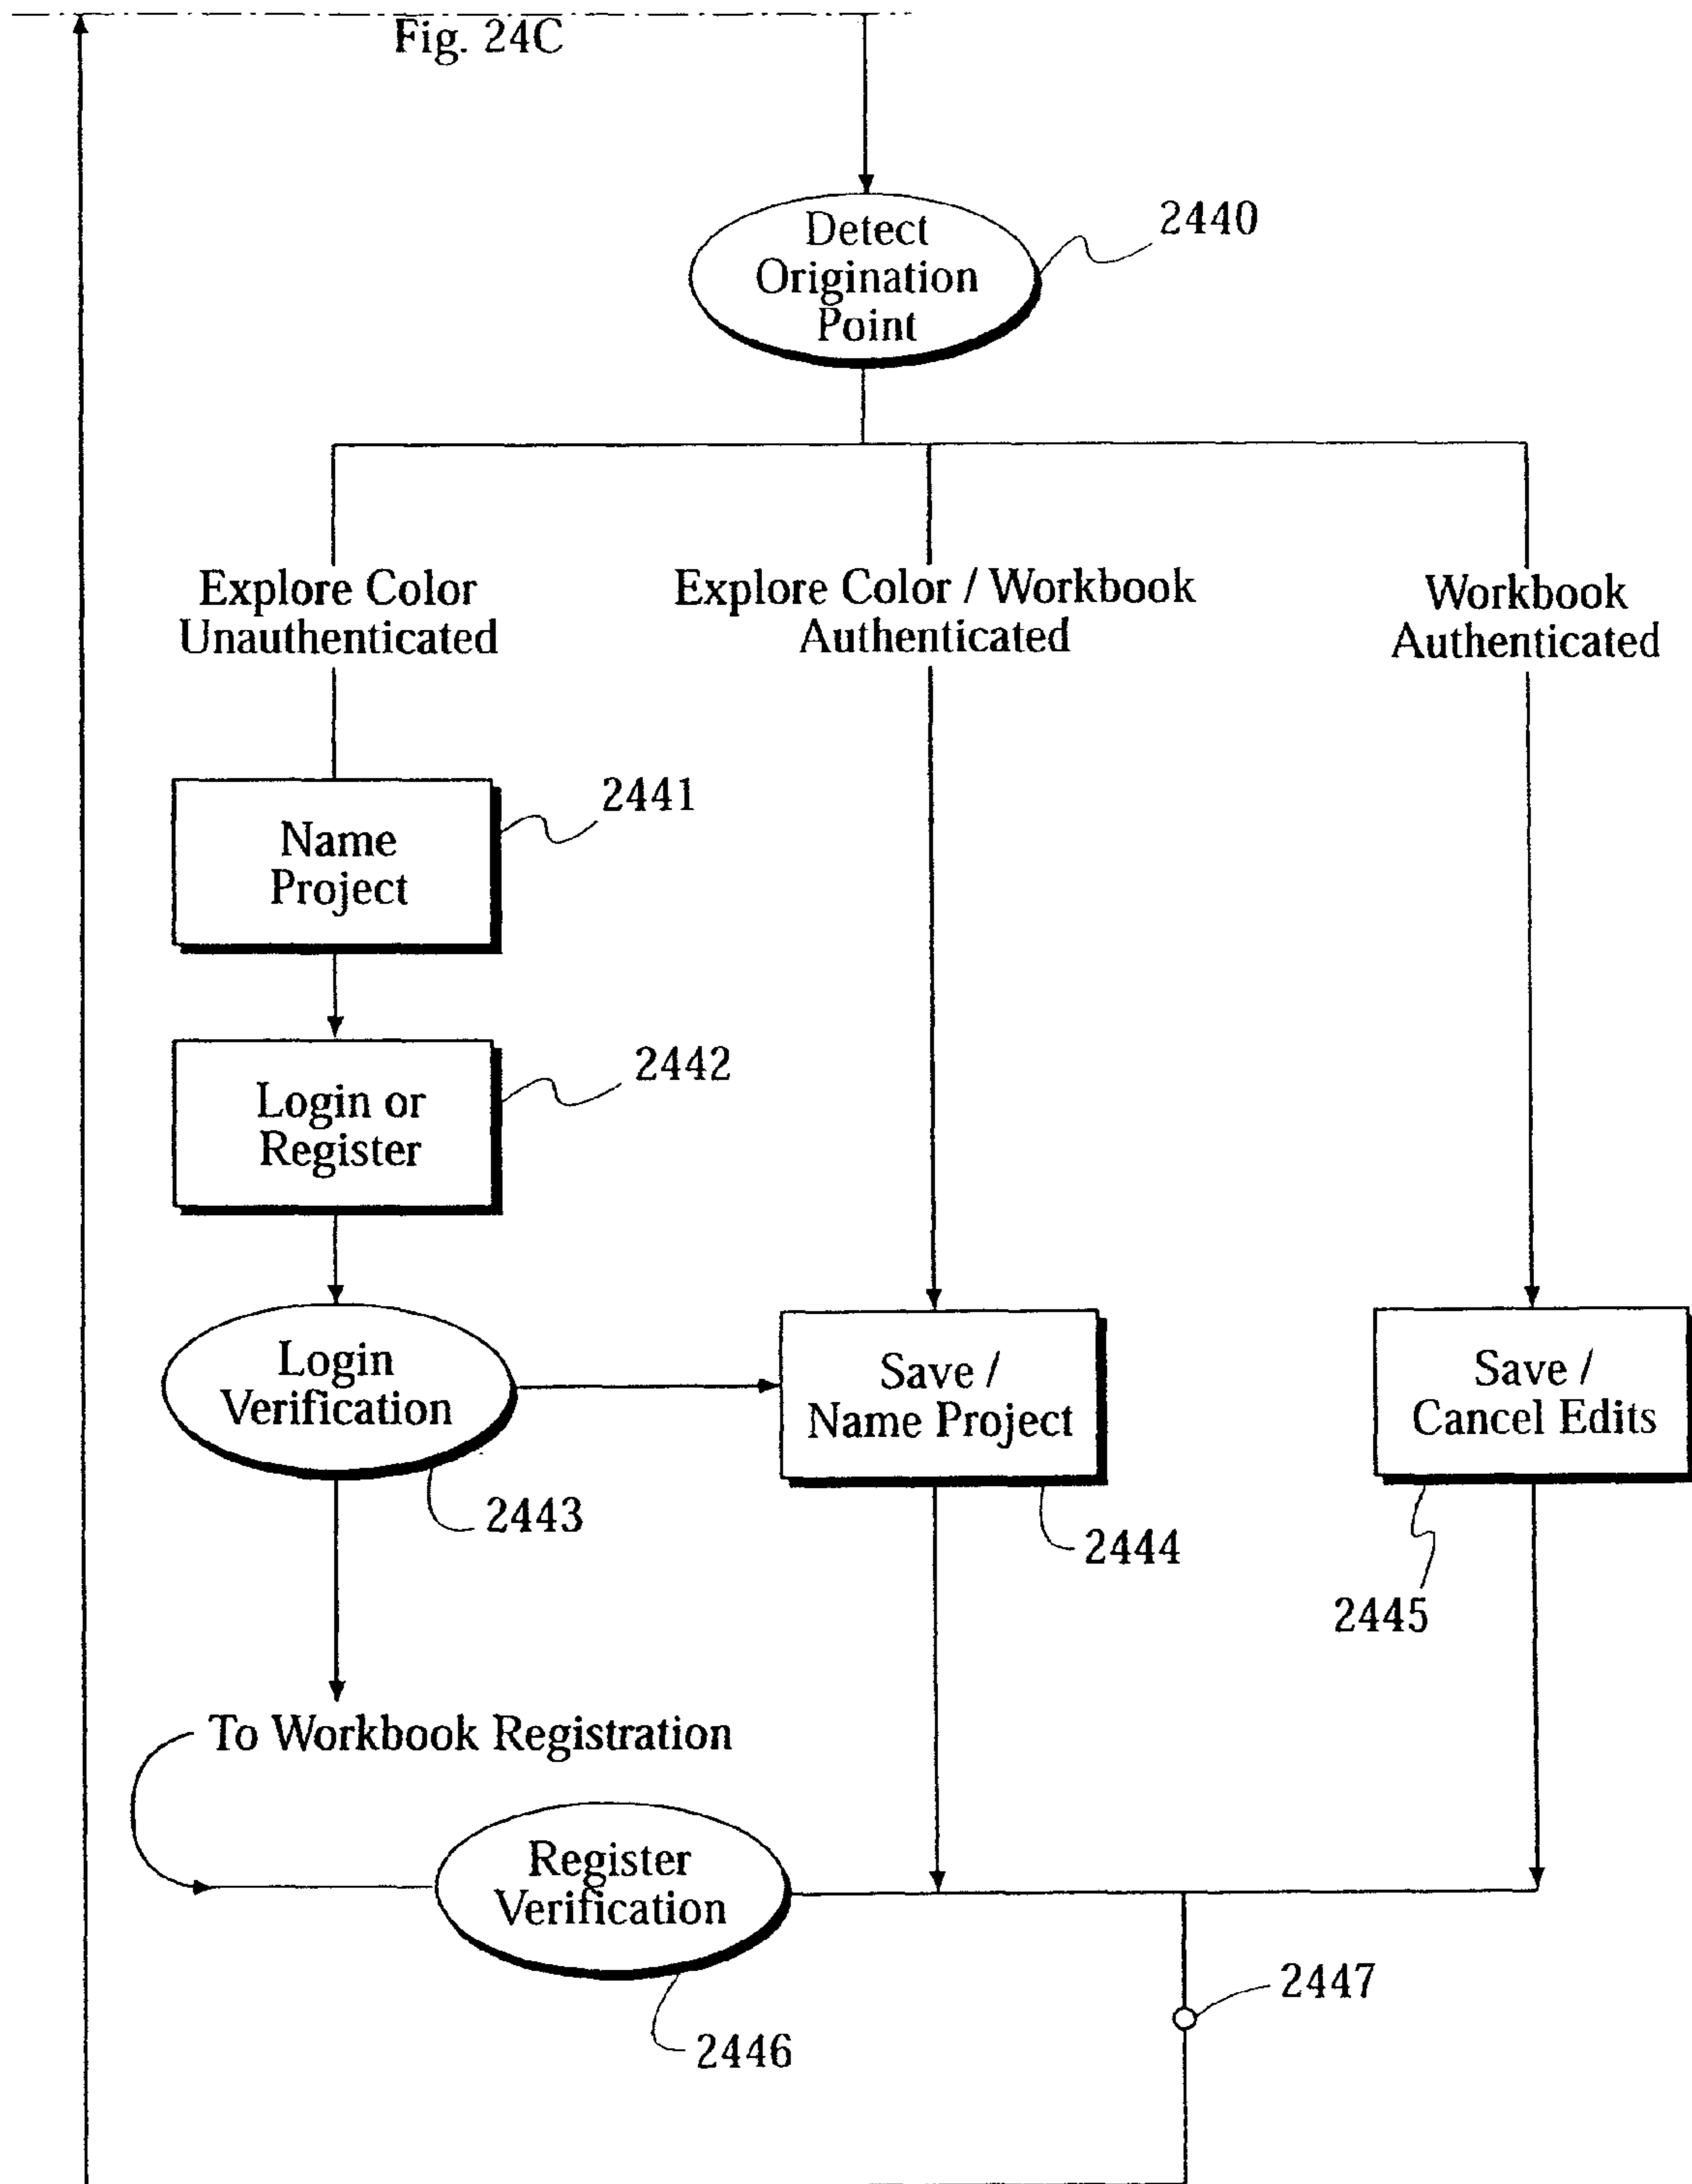 Fig. 24C
Detect
Origination
Point
2440
Explore Color
Unauthenticated
Explore Color / Workbook
Authenticated
Workbook
Authenticated
Name
Project
2441
Login or
Register
2442
Login
Verification
2443
Save /
Name Project
2444
Save /
Cancel Edits
2445
To Workbook Registration
Register
Verification
2446
2447